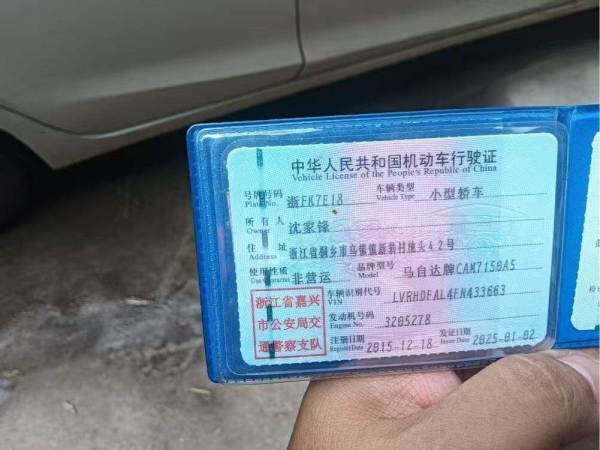 中华人民共和国机动车行驶证
Vehicle License of the People's Republic of China
号牌号码 浙FK7E18 车辆类型 小型轿车
Plate No. Vehicle Type
所有人 沈家锋
Owner
住址 浙江省桐乡市乌镇镇新翁村地头42号
Address
使用性质 非营运 品牌型号 马自达牌CAM7150A5
Use Character Model
浙江省嘉兴
市公安局交
通警察支队
车辆识别代号 LVRHDFAL4FN433663
VIN
发动机号码 3205278
Engine No.
注册日期 2015-12-18 发证日期 2025-01-02
Register Date Issue Date